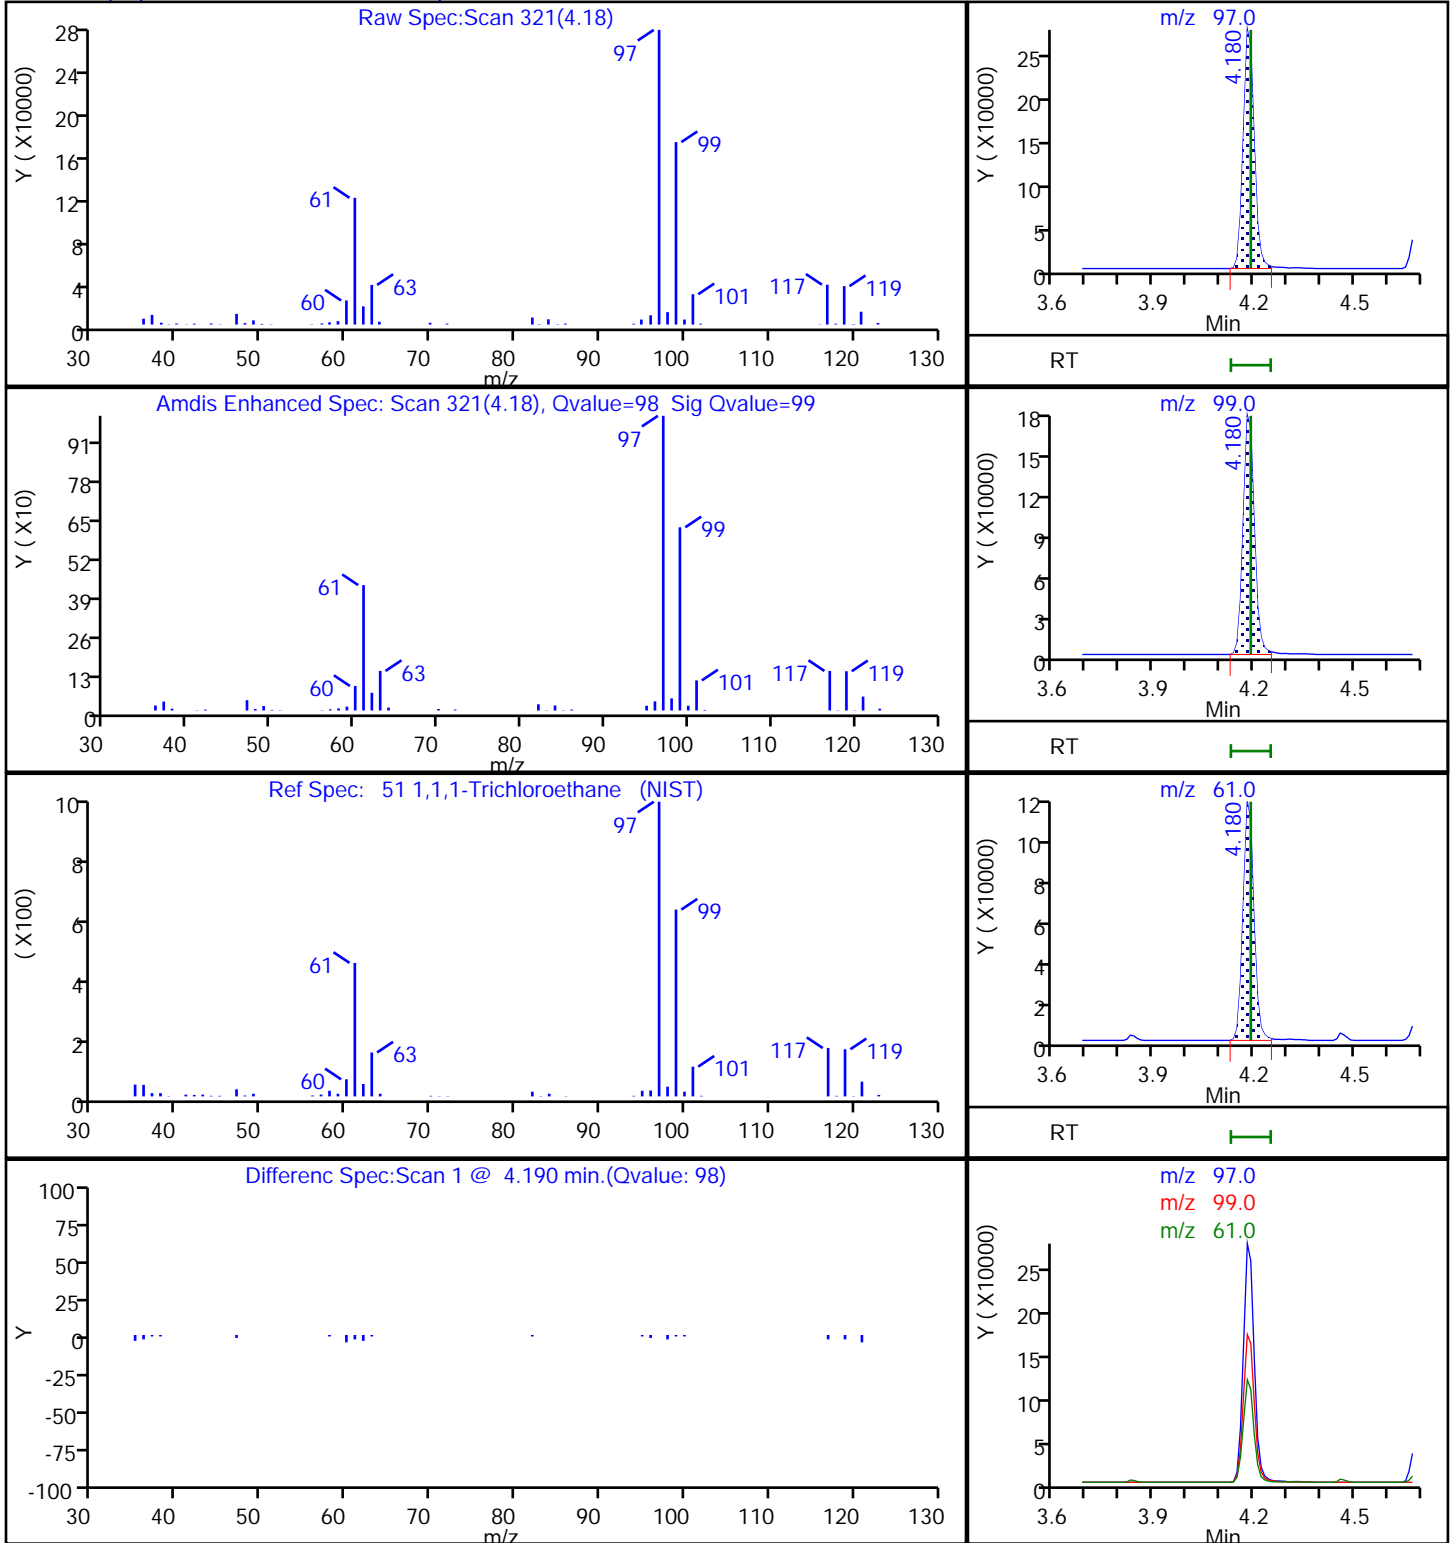 Raw Spec:Scan 321(4.18)
Y ( X10000)
28
24
20
16
12
8
4
0
97
99
61
60
63
101
117
119
30 40 50 60 70 80 90 100 110 120 130
m/z
m/z 97.0
Y ( X10000)
25
20
15
10
5
0
4.180
3.6 3.9 4.2 4.5
Min
RT
Amdis Enhanced Spec: Scan 321(4.18), Qvalue=98 Sig Qvalue=99
Y ( X10)
91
78
65
52
39
26
13
0
97
99
61
60
63
101
117
119
30 40 50 60 70 80 90 100 110 120 130
m/z
m/z 99.0
Y ( X10000)
18
15
12
9
6
3
0
4.180
3.6 3.9 4.2 4.5
Min
RT
Ref Spec: 51 1,1,1-Trichloroethane (NIST)
( X100)
10
8
6
4
2
0
97
99
61
60
63
101
117
119
30 40 50 60 70 80 90 100 110 120 130
m/z 61.0
Y ( X10000)
12
10
8
6
4
2
0
4.180
3.6 3.9 4.2 4.5
Min
RT
Differenc Spec:Scan 1 @ 4.190 min.(Qvalue: 98)
Y
100
75
50
25
0
-25
-50
-75
-100
30 40 50 60 70 80 90 100 110 120 130
m/z
m/z 97.0
m/z 99.0
m/z 61.0
Y ( X10000)
25
20
15
10
5
0
3.6 3.9 4.2 4.5
Min